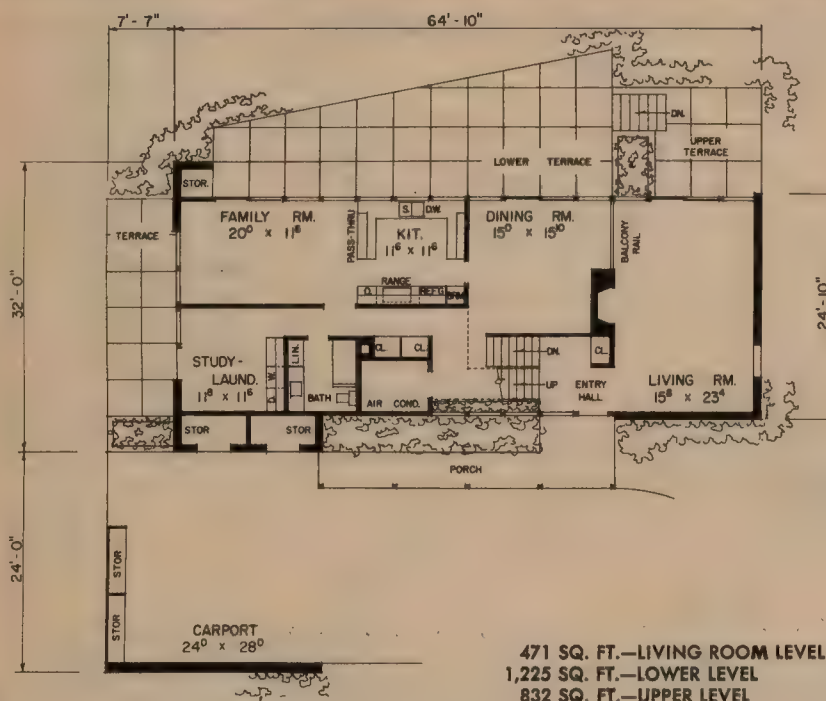 7'-7"
64'-10"
DN.
UPPER
TERRACE
LOWER TERRACE
STOR.
TERRACE
FAMILY RM.
20⁰ x 11⁶
PASS-THRU
S. D.W.
KIT.
11⁶ x 11⁶
DINING RM.
15⁰ x 15¹⁰
BALCONY
RAIL
32'-0"
24'-10"
RANGE
O.
REFG.
BRM.
STUDY-
LAUND.
11⁸ x 11⁶
W.
D.
LIN.
BATH
CL.
CL.
AIR COND.
DN.
UP
ENTRY
HALL
CL.
LIVING RM.
15⁸ x 23⁴
STOR
STOR
PORCH
24'-0"
STOR
STOR
CARPORT
24⁰ x 28⁰
471 SQ. FT.—LIVING ROOM LEVEL
1,225 SQ. FT.—LOWER LEVEL
832 SQ. FT.—UPPER LEVEL